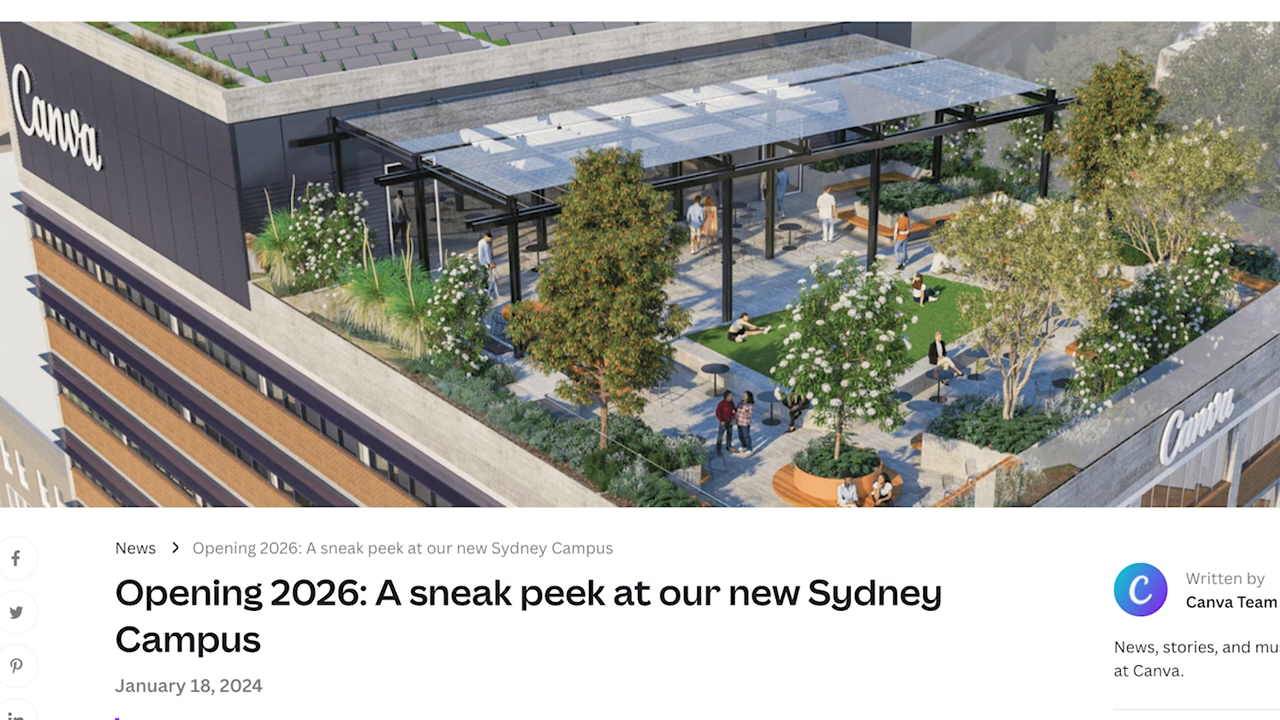 Canva
Canva
News > Opening 2026: A sneak peek at our new Sydney Campus
Opening 2026: A sneak peek at our new Sydney
Campus
January 18, 2024
Written by
Canva Team
News, stories, and mu
at Canva.